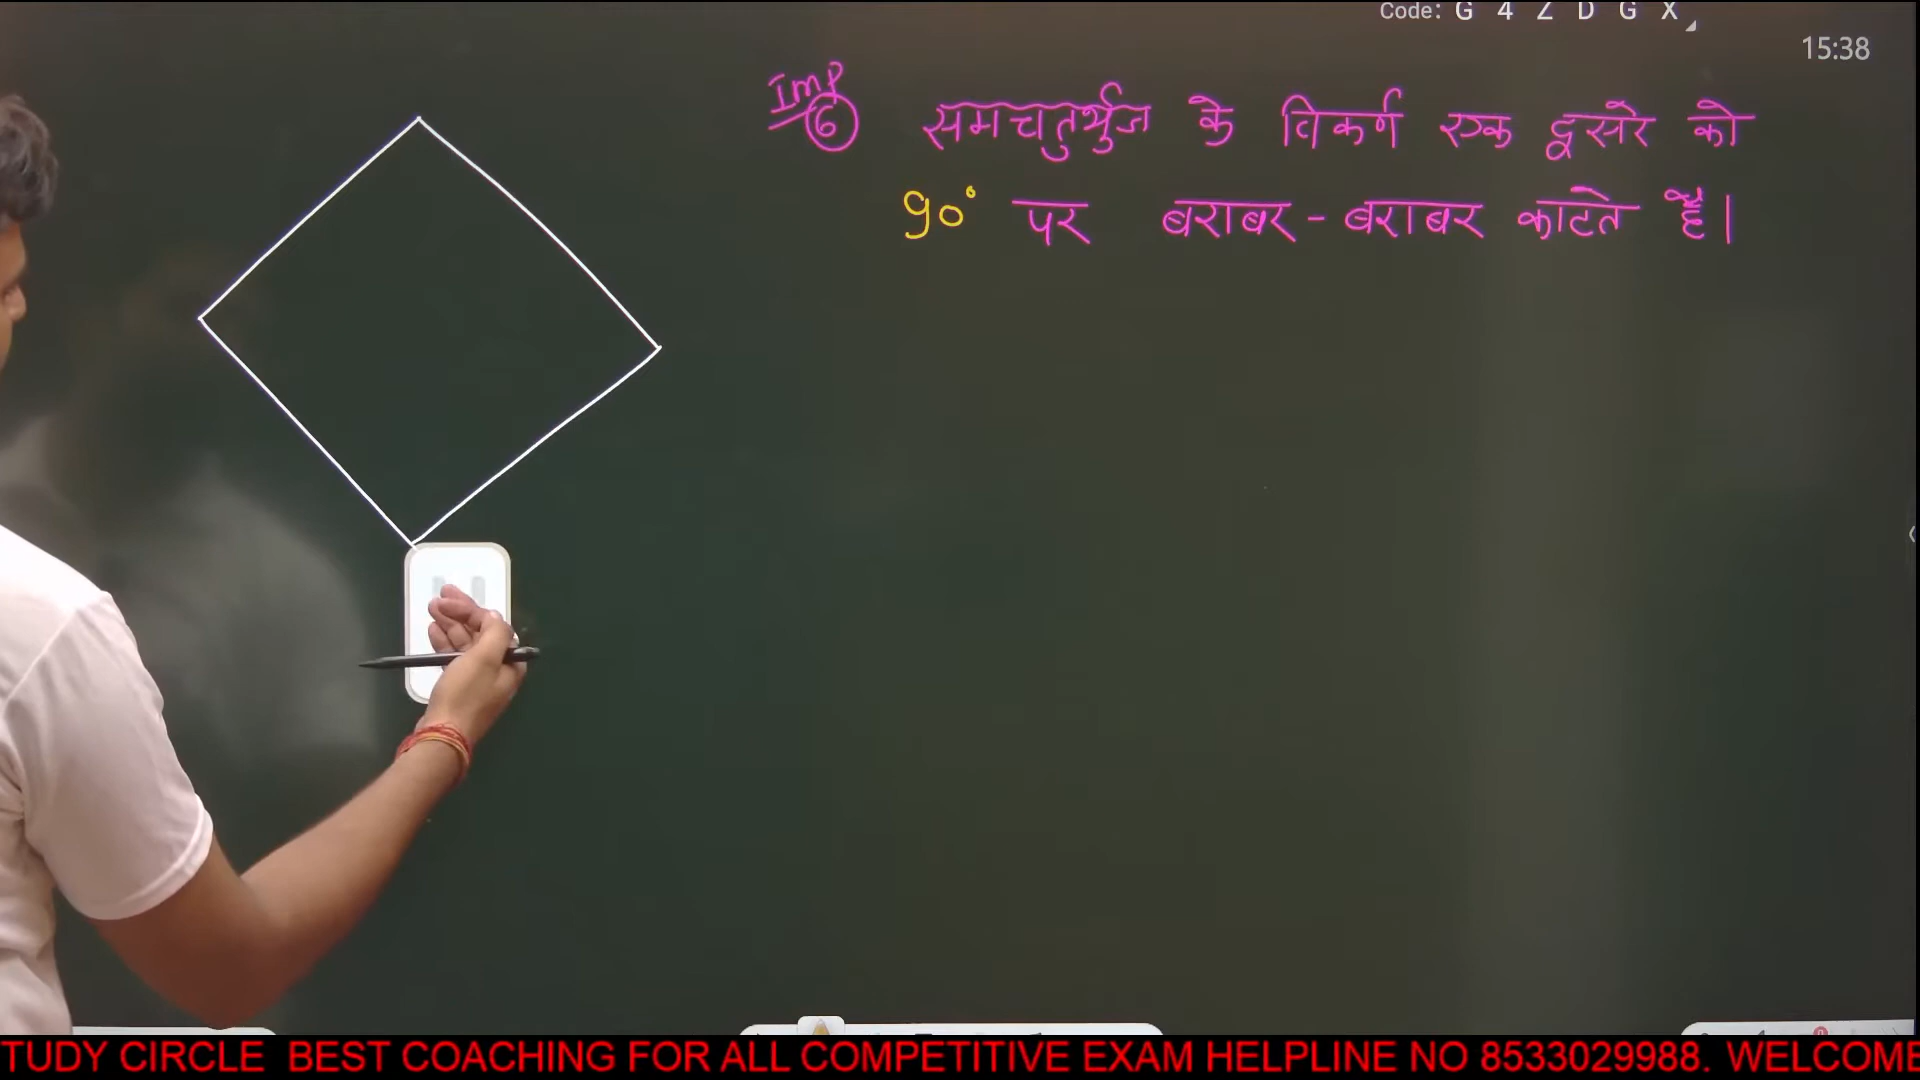 Code: G 4 Z D G X
15:38
Imp
6 समचतुर्भुज के विकर्ण एक दूसरे को
90° पर बराबर-बराबर काटते हैं।
TUDY CIRCLE BEST COACHING FOR ALL COMPETITIVE EXAM HELPLINE NO 8533029988. WELCOME